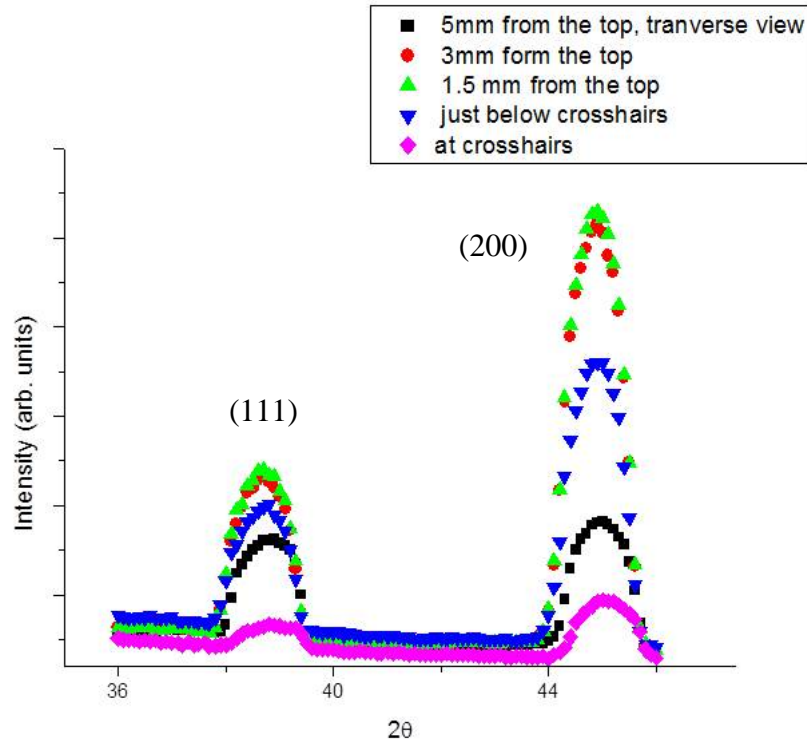 5mm from the top, tranverse view
3mm form the top
1.5 mm from the top
just below crosshairs
at crosshairs
(200)
(111)
Intensity (arb. units)
36 40 44
2θ